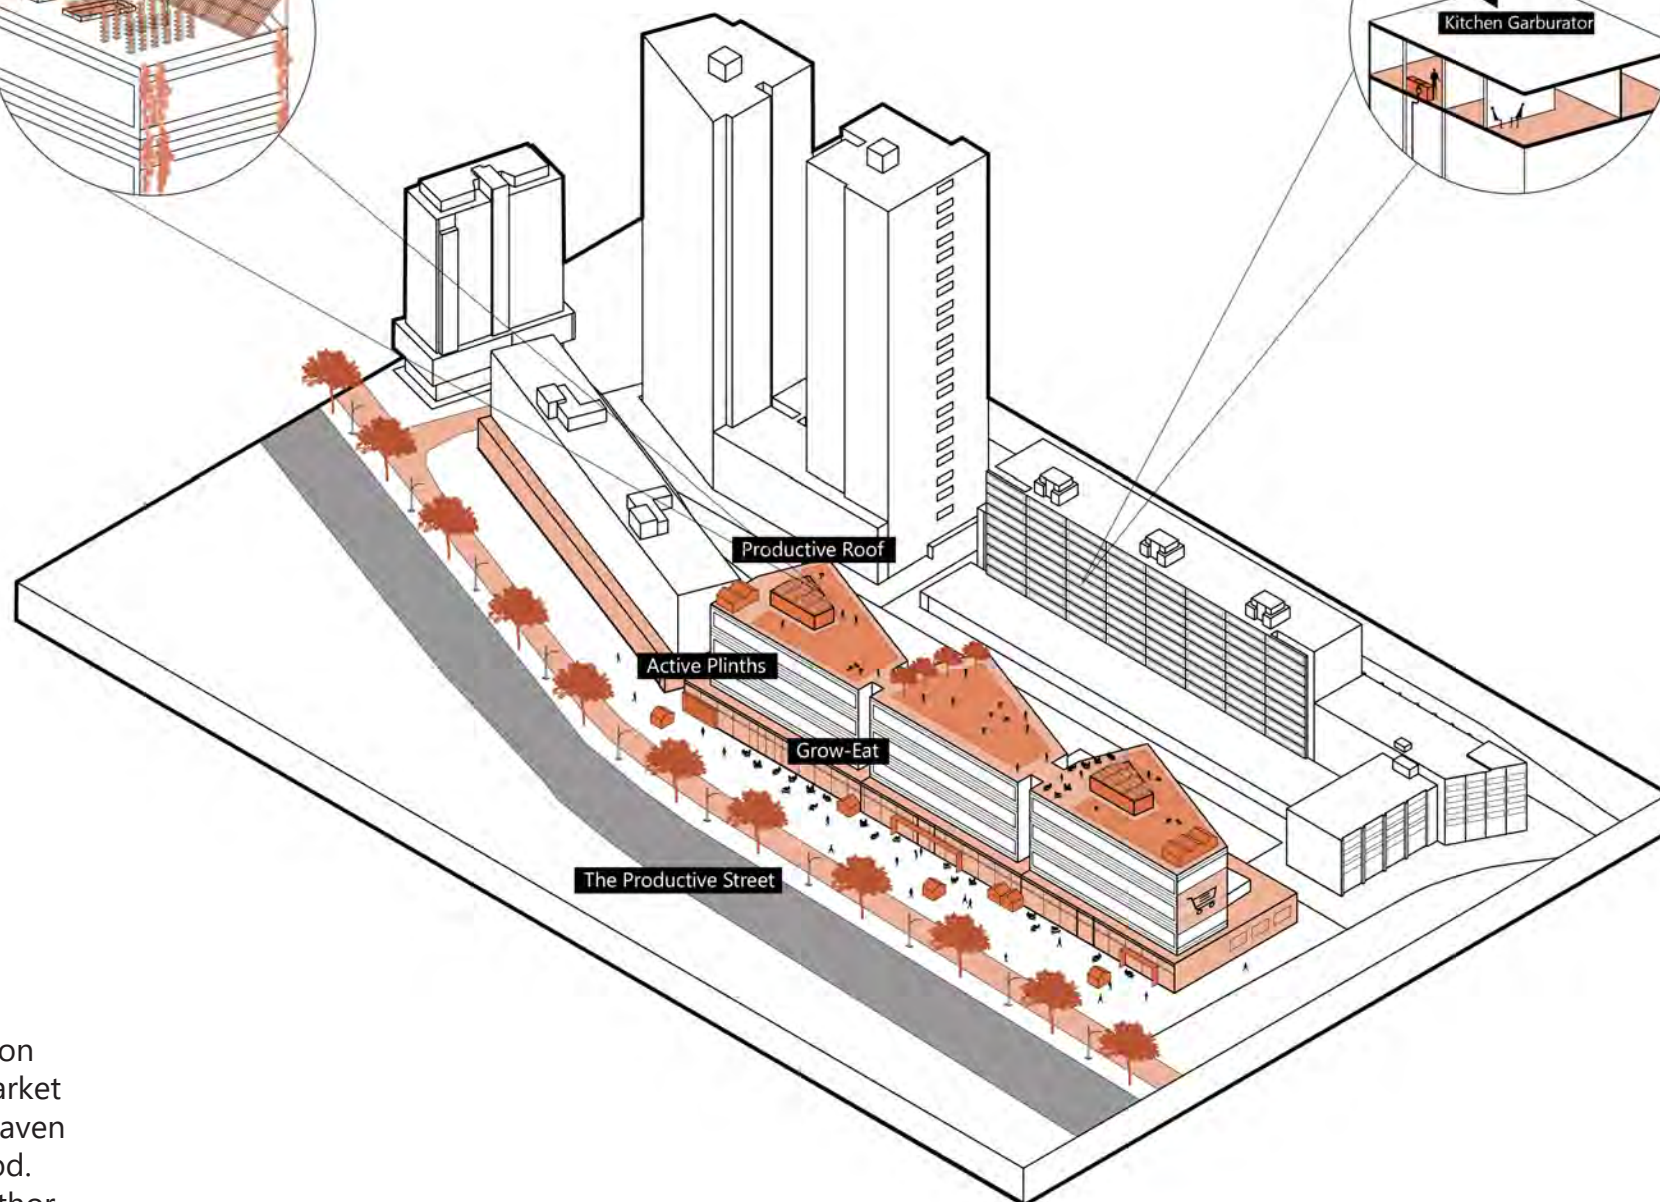 Kitchen Garburator
Productive Roof
Active Plinths
Grow-Eat
The Productive Street
on
arket
aven
od.